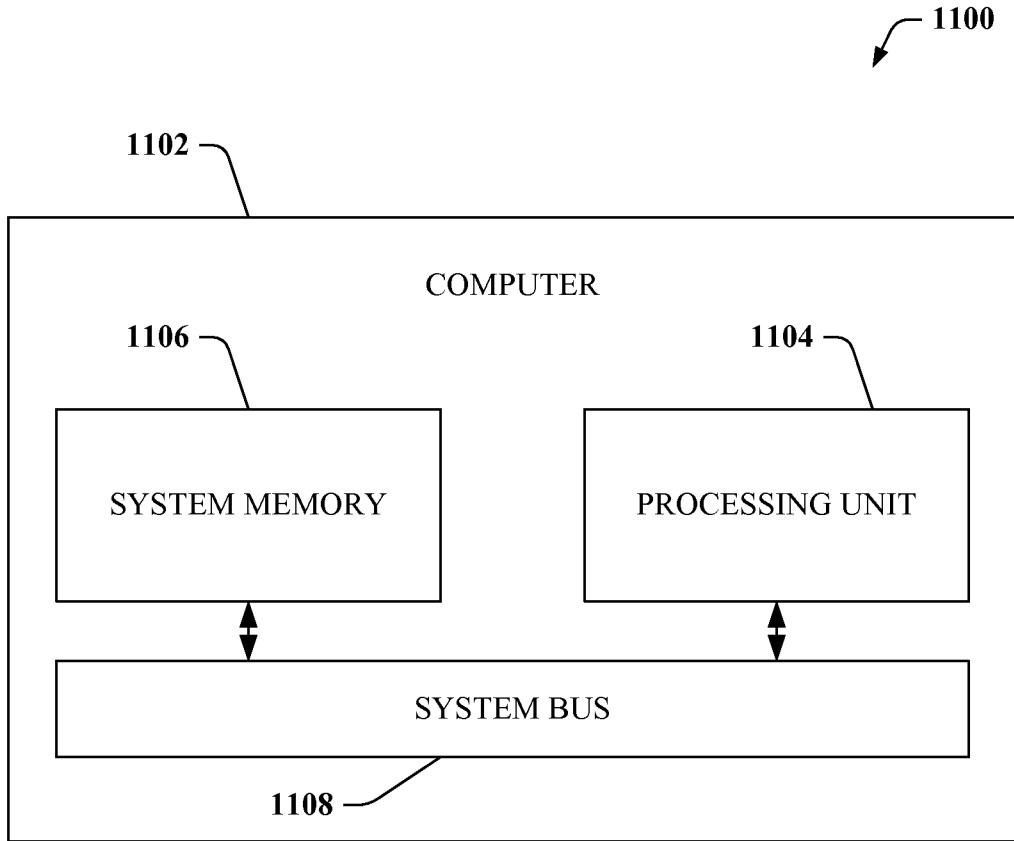 1100
1102
COMPUTER
1106
1104
SYSTEM MEMORY
PROCESSING UNIT
SYSTEM BUS
1108